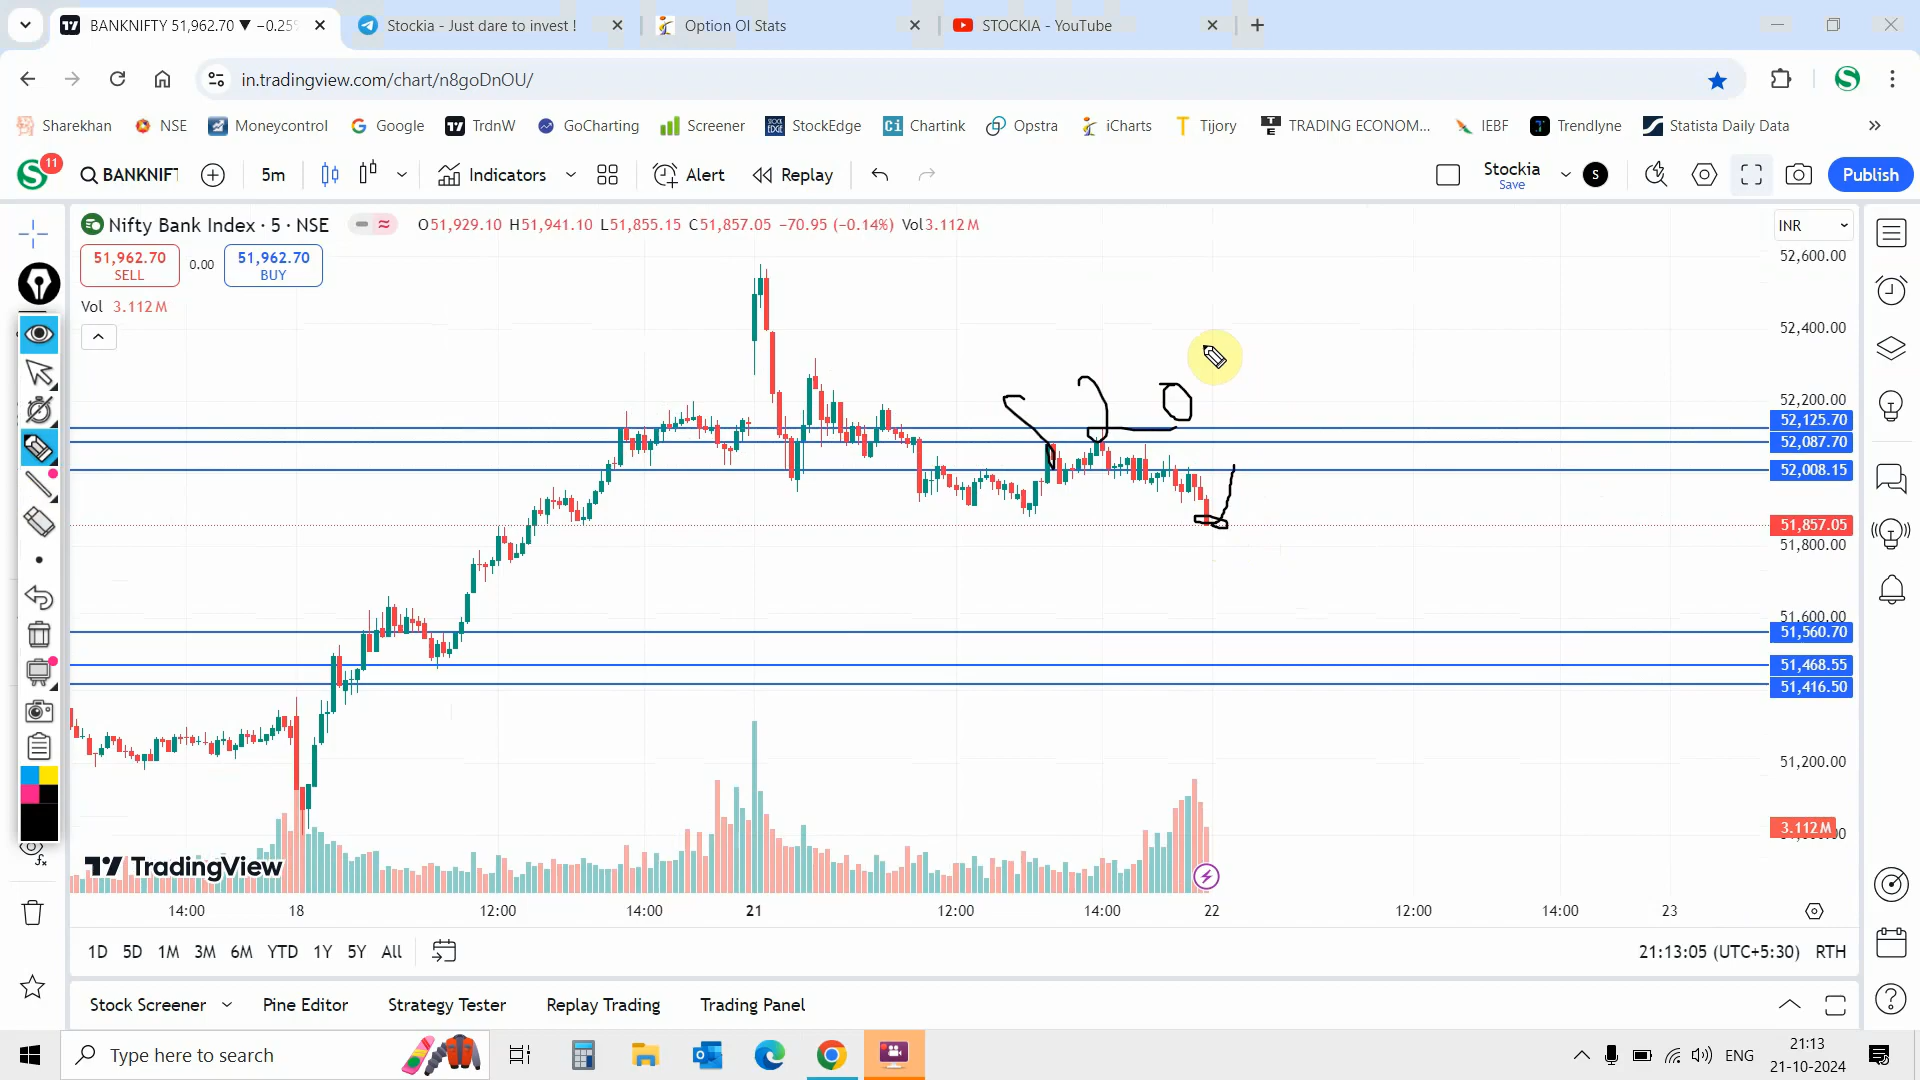 BANKNIFTY 51,962.70 ▼ −0.25%
Stockia - Just dare to invest !
Option OI Stats
STOCKIA - YouTube
in.tradingview.com/chart/n8goDnOU/
Sharekhan NSE Moneycontrol Google TrdnW GoCharting Screener StockEdge Chartink Opstra iCharts Tijory TRADING ECONOM... IEBF Trendlyne Statista Daily Data
11 BANKNIFT 5m Indicators Alert Replay Stockia Save S Publish
Nifty Bank Index · 5 · NSE O51,929.10 H51,941.10 L51,855.15 C51,857.05 −70.95 (−0.14%) Vol3.112 M INR
51,962.70 SELL 0.00 51,962.70 BUY
Vol 3.112 M
52,600.00
52,400.00
52,200.00
52,125.70
52,087.70
52,008.15
51,857.05
51,800.00
51,600.00
51,560.70
51,468.55
51,416.50
51,200.00
3.112 M
TradingView
14:00 18 12:00 14:00 21 12:00 14:00 22 12:00 14:00 23
1D 5D 1M 3M 6M YTD 1Y 5Y All 21:13:05 (UTC+5:30) RTH
Stock Screener Pine Editor Strategy Tester Replay Trading Trading Panel
Type here to search ENG 21:13
21-10-2024